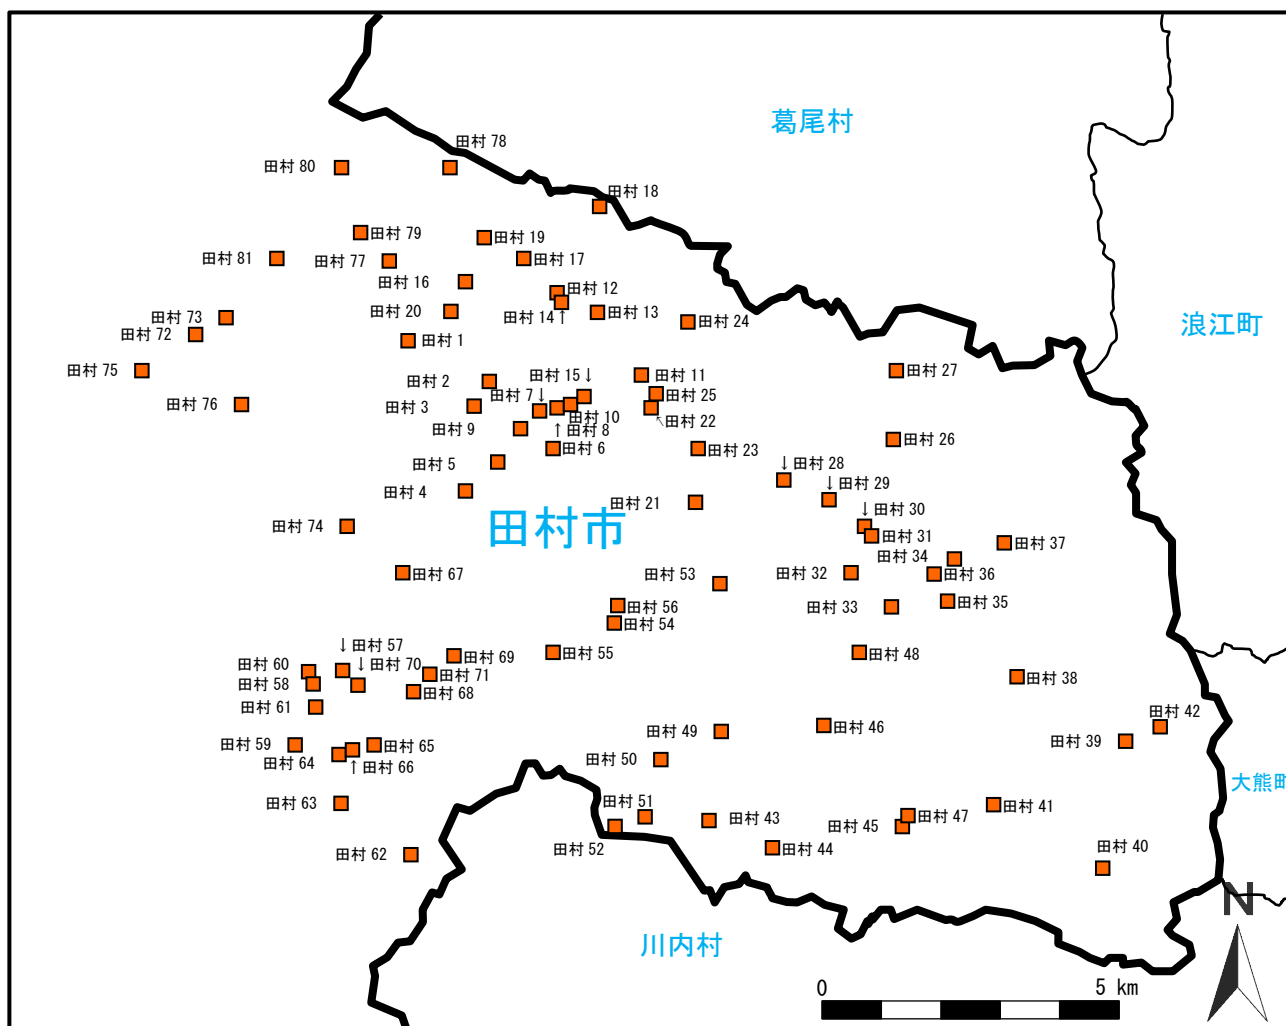 葛尾村
田村 78
田村 80
田村 18
田村 79
田村 19
田村 81
田村 77
田村 17
田村 16
田村 12
田村 73
田村 20
田村 14↑
田村 13
田村 24
浪江町
田村 72
田村 1
田村 75
田村 15↓
田村 11
田村 27
田村 2
田村 7↓
田村 25
田村 76
田村 3
田村 10
↖田村 22
田村 9
↑田村 8
田村 26
田村 6
田村 23
田村 5
↓田村 28
田村 4
↓田村 29
田村 21
↓田村 30
田村 74
田村市
田村 31
田村 37
田村 34
田村 67
田村 53
田村 32
田村 36
田村 56
田村 33
田村 35
田村 54
↓田村 57
田村 55
田村 48
田村 60
↓田村 70
田村 69
田村 58
田村 71
田村 38
田村 68
田村 61
田村 42
田村 49
田村 46
田村 59
田村 65
田村 39
田村 64
↑田村 66
田村 50
大熊町
田村 63
田村 51
田村 43
田村 45
田村 47
田村 41
田村 62
田村 52
田村 44
田村 40
N
川内村
0 5 km